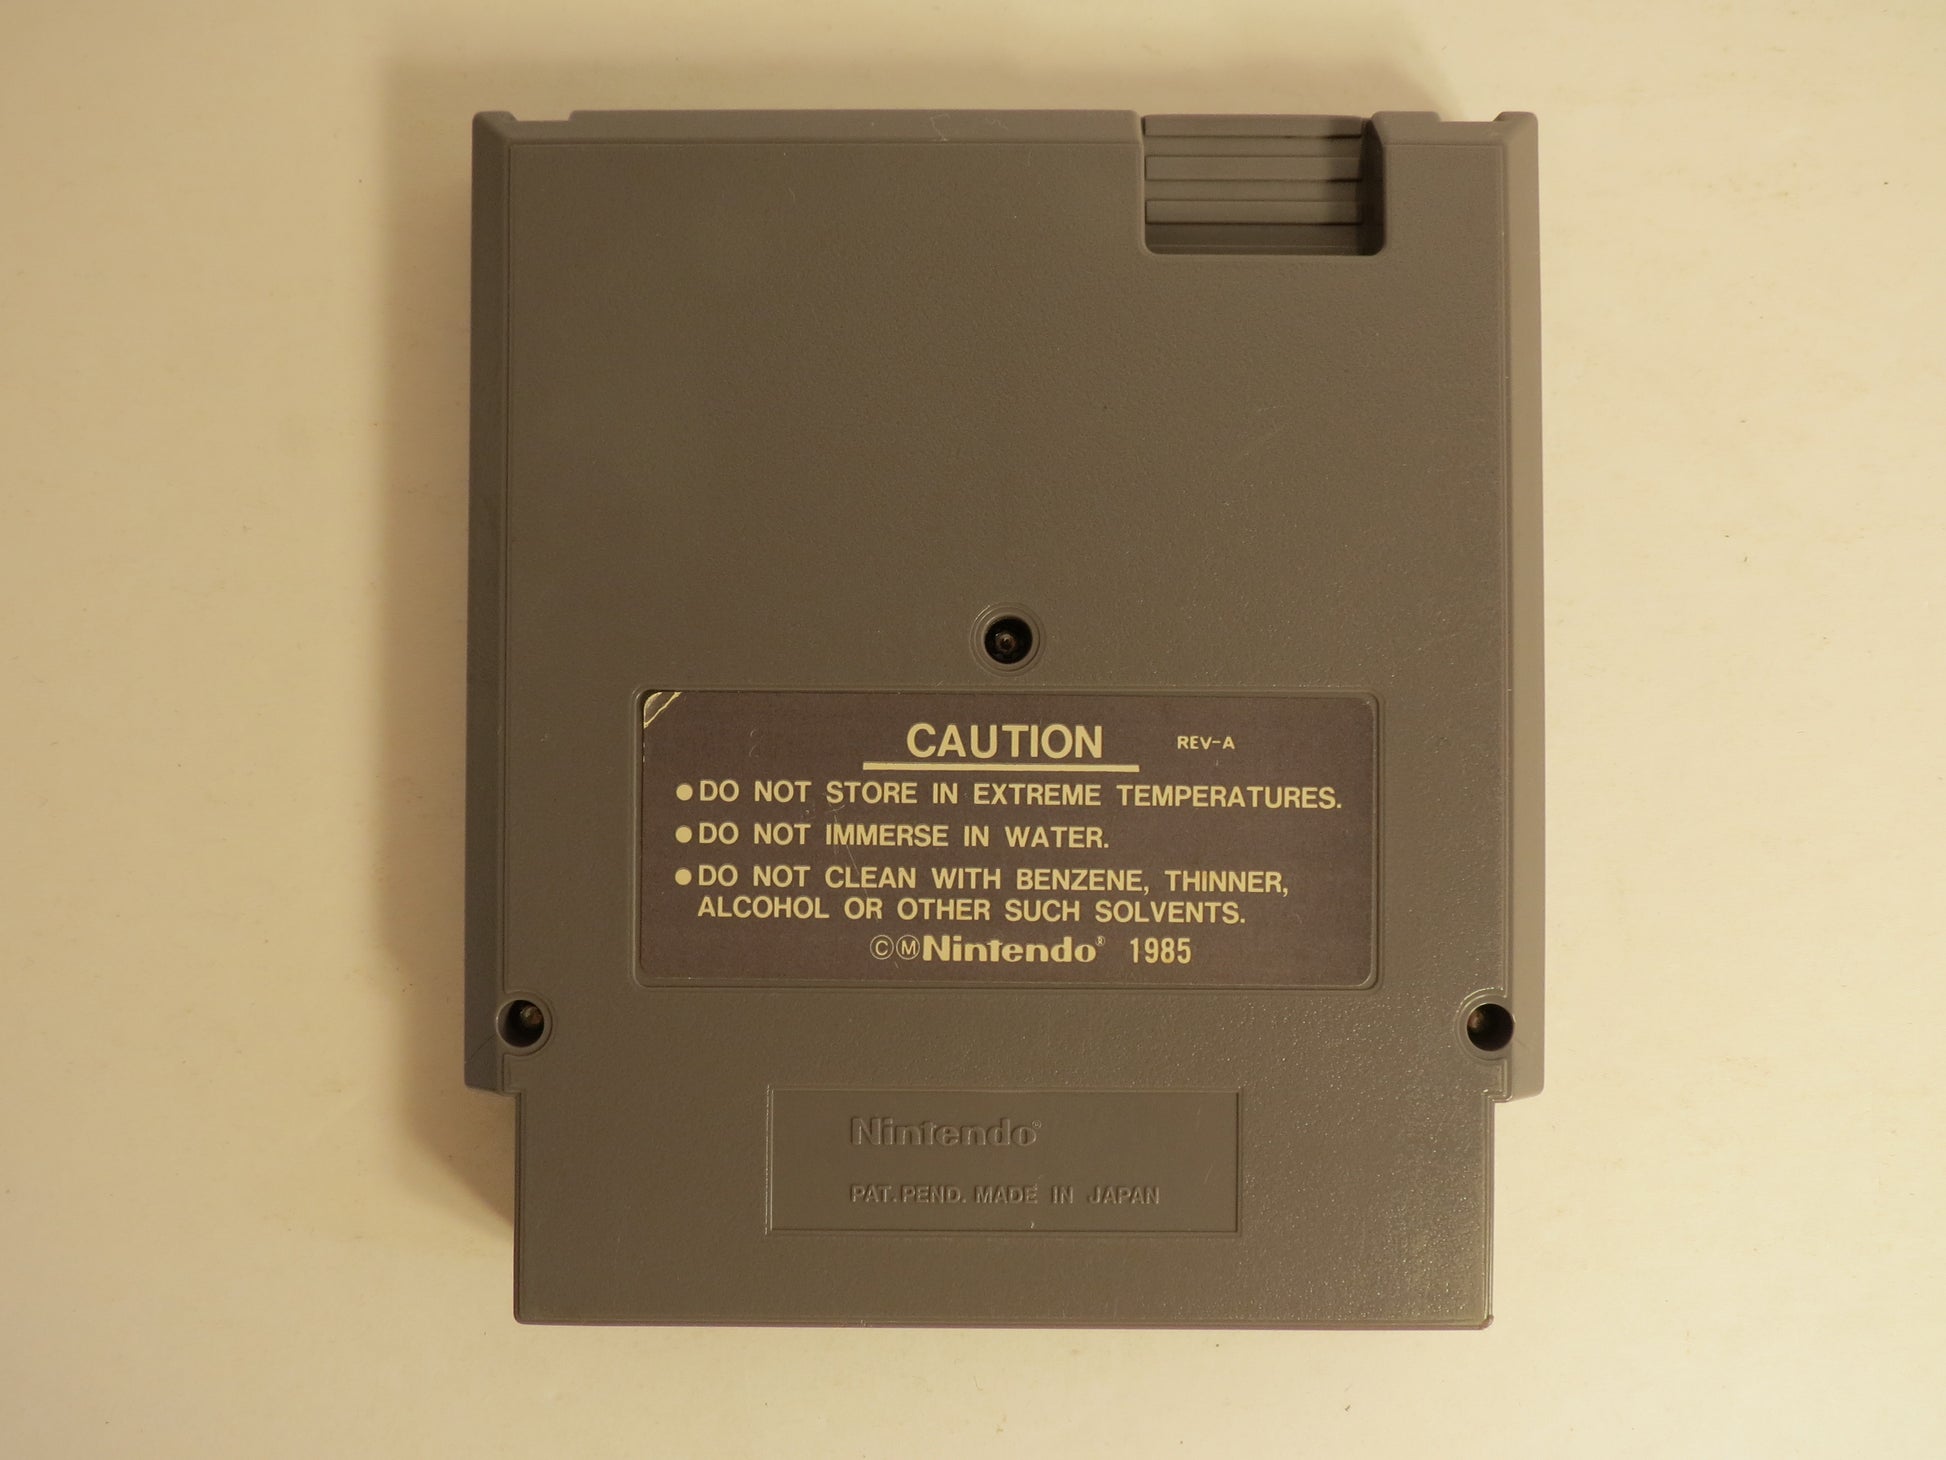 CAUTION REV-A
●DO NOT STORE IN EXTREME TEMPERATURES.
●DO NOT IMMERSE IN WATER.
●DO NOT CLEAN WITH BENZENE, THINNER,
ALCOHOL OR OTHER SUCH SOLVENTS.
ⒸⓂNintendo® 1985
Nintendo®
PAT. PEND. MADE IN JAPAN